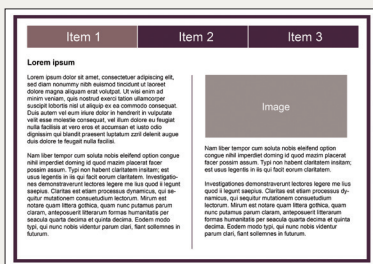 Item 1
Item 2
Item 3
Lorem ipsum
Lorem ipsum dolor sit amet, consectetuer adipiscing elit,
sed diam nonummy nibh euismod tincidunt ut laoreet
dolore magna aliquam erat volutpat. Ut wisi enim ad
minim veniam, quis nostrud exerci tation ullamcorper
suscipit lobortis nisl ut aliquip ex ea commodo consequat.
Duis autem vel eum iriure dolor in hendrerit in vulputate
velit esse molestie consequat, vel illum dolore eu feugiat
nulla facilisis at vero eros et accumsan et iusto odio
dignissim qui blandit praesent luptatum zzril delenit augue
duis dolore te feugait nulla facilisi.
Nam liber tempor cum soluta nobis eleifend option congue
nihil imperdiet doming id quod mazim placerat facer
possim assum. Typi non habent claritatem insitam; est
usus legentis in iis qui facit eorum claritatem. Investigatio-
nes demonstraverunt lectores legere me lius quod ii legunt
saepius. Claritas est etiam processus dynamicus, qui se-
quitur mutationem consuetudium lectorum. Mirum est
notare quam littera gothica, quam nunc putamus parum
claram, anteposuerit litterarum formas humanitatis per
seacula quarta decima et quinta decima. Eodem modo
typi, qui nunc nobis videntur parum clari, fiant sollemnes in
futurum.
Image
Nam liber tempor cum soluta nobis eleifend option
congue nihil imperdiet doming id quod mazim placerat
facer possim assum. Typi non habent claritatem insitam;
est usus legentis in iis qui facit eorum claritatem.
Investigationes demonstraverunt lectores legere me lius
quod ii legunt saepius. Claritas est etiam processus dy-
namicus, qui sequitur mutationem consuetudium lectorum.
Mirum est notare quam littera gothica, quam nunc
putamus parum claram, anteposuerit litterarum formas
humanitatis per seacula quarta decima et quinta decima.
Eodem modo typi, qui nunc nobis videntur
parum clari, fiant sollemnes in futurum.